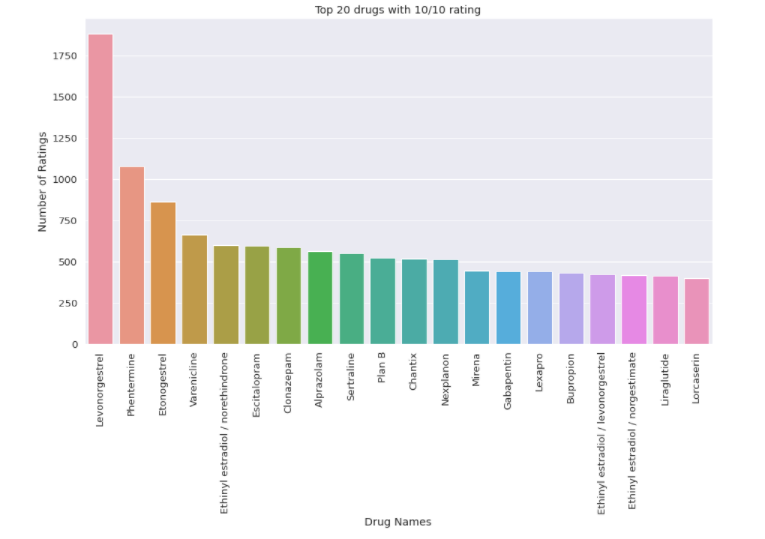 Top 20 drugs with 10/10 rating
Number of Ratings
1750
1500
1250
1000
750
500
250
0
Levonorgestrel
Phentermine
Etonogestrel
Varenicline
Ethinyl estradiol / norethindrone
Escitalopram
Clonazepam
Alprazolam
Sertraline
Plan B
Chantix
Nexplanon
Mirena
Gabapentin
Lexapro
Bupropion
Ethinyl estradiol / levonorgestrel
Ethinyl estradiol / norgestimate
Liraglutide
Lorcaserin
Drug Names